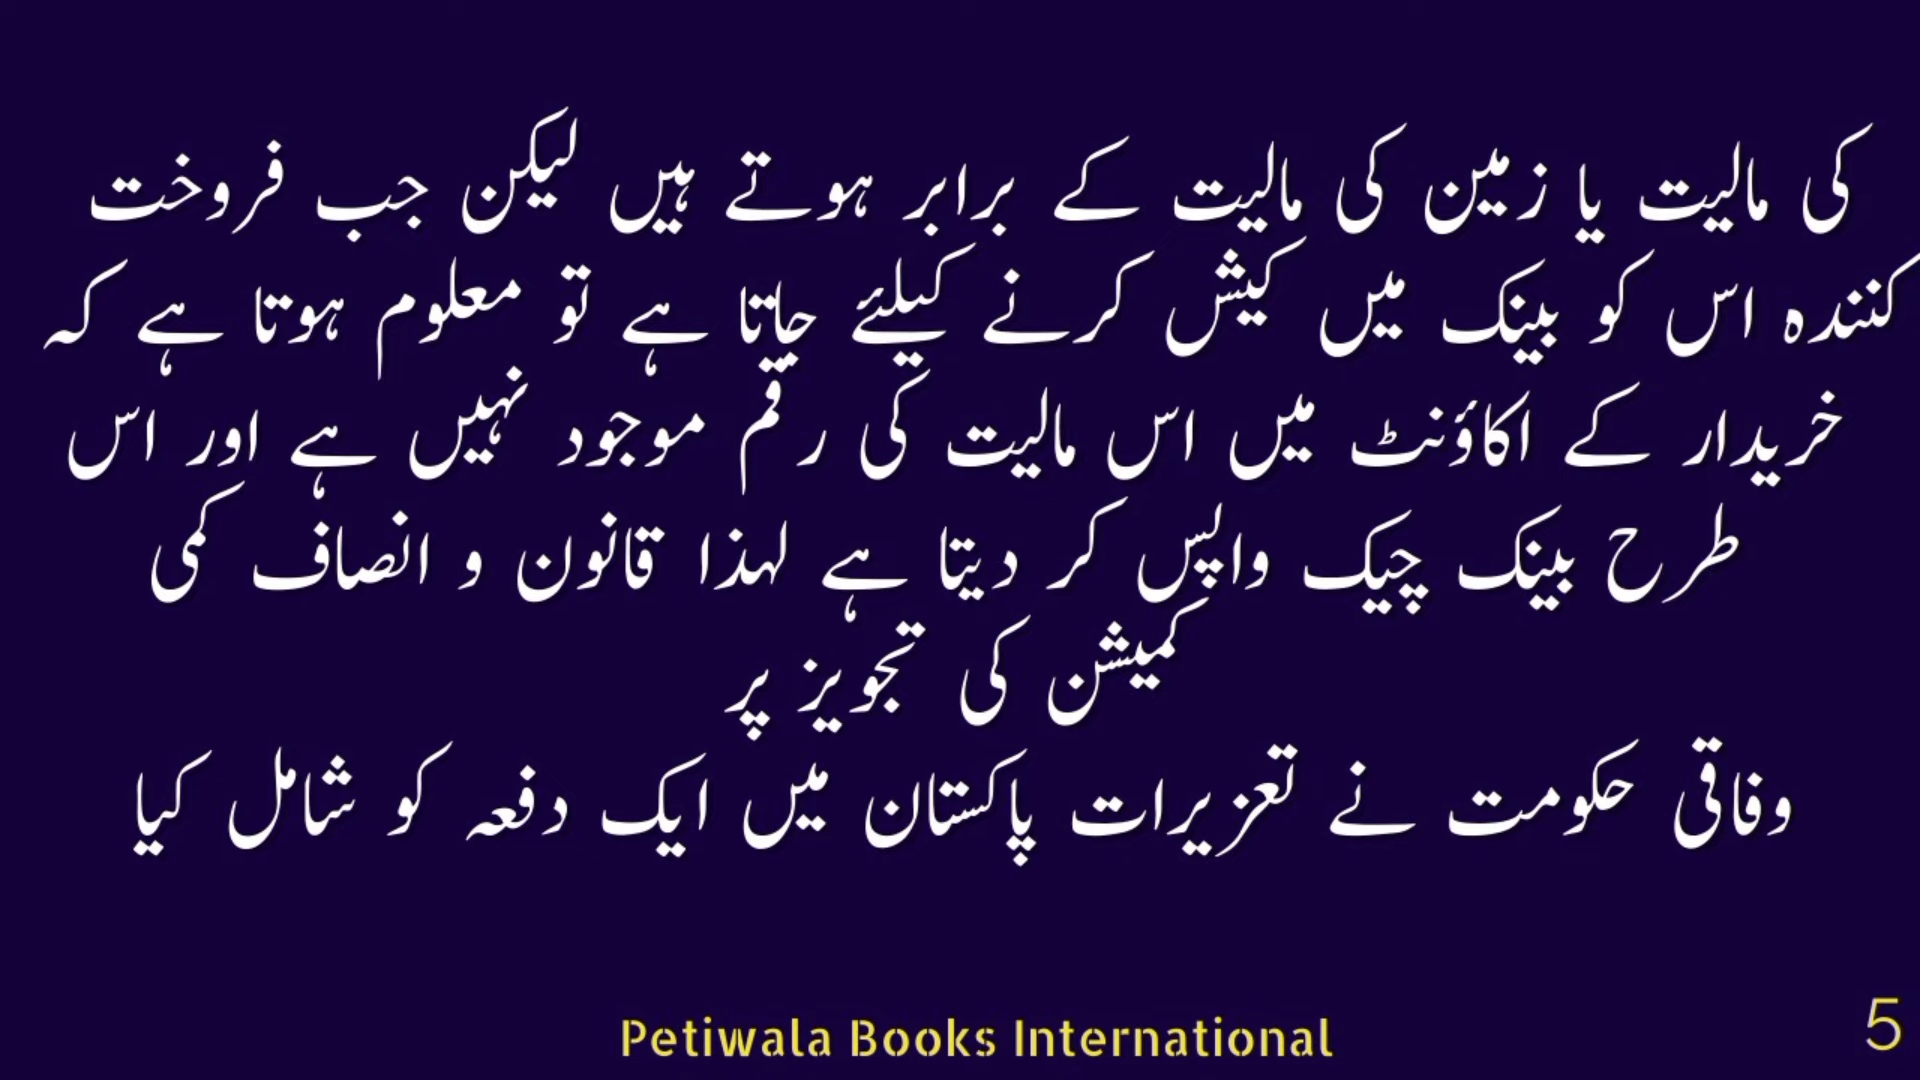 کی مالیت یا زمین کی مالیت کے برابر ہوتے ہیں لیکن جب فروخت
کنندہ اس کو بینک میں کیش کرنے کیلئے جاتا ہے تو معلوم ہوتا ہے کہ
خریدار کے اکاؤنٹ میں اس مالیت کی رقم موجود نہیں ہے اور اس
طرح بینک چیک واپس کر دیتا ہے لہذا قانون و انصاف کمی
کمیشن کی تجویز پر
وفاقی حکومت نے تعزیرات پاکستان میں ایک دفعہ کو شامل کیا
Petiwala Books International
5